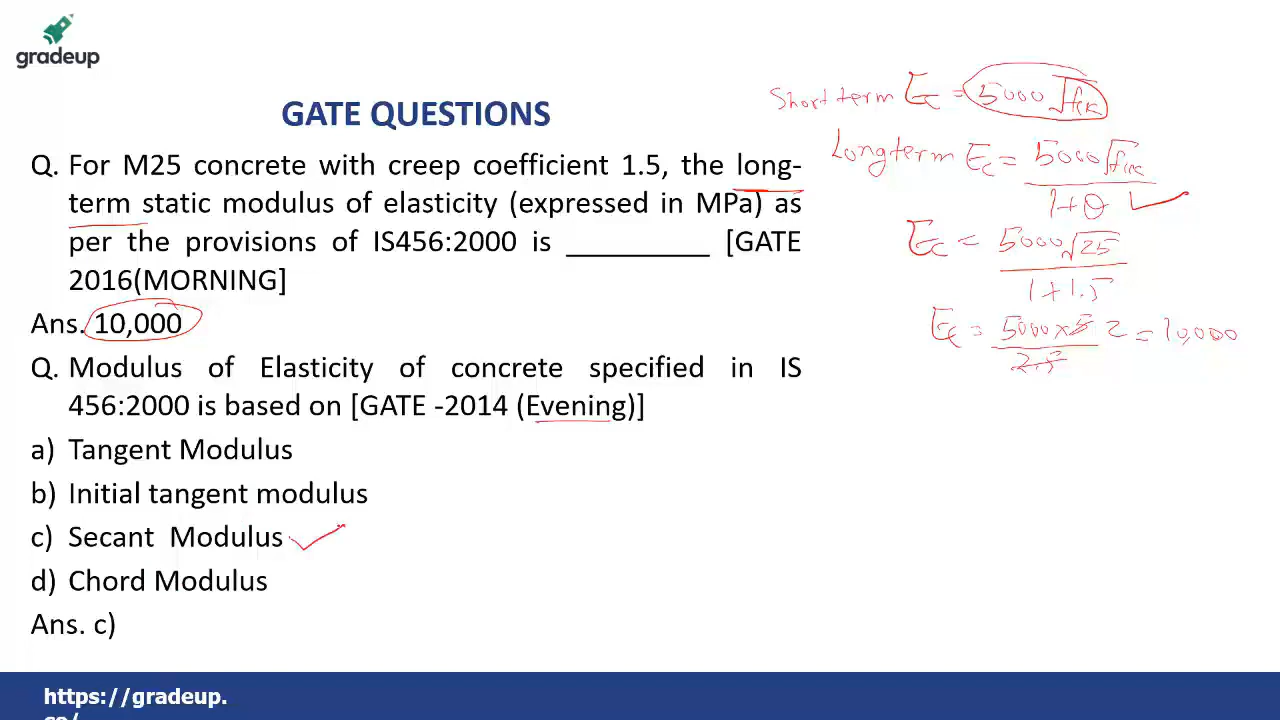 gradeup
GATE QUESTIONS
Q. For M25 concrete with creep coefficient 1.5, the long-
term static modulus of elasticity (expressed in MPa) as
per the provisions of IS456:2000 is __________ [GATE
2016(MORNING]
Ans. 10,000
Q. Modulus of Elasticity of concrete specified in IS
456:2000 is based on [GATE -2014 (Evening)]
a) Tangent Modulus
b) Initial tangent modulus
c) Secant Modulus
d) Chord Modulus
Ans. c)
Short term Ec = 5000 √fck
Long term Ec = 5000 √fck
1+θ
Ec = 5000 √25
1+1.5
Ec = 5000 × 5 2 = 10,000
2.5
https://gradeup.
co/